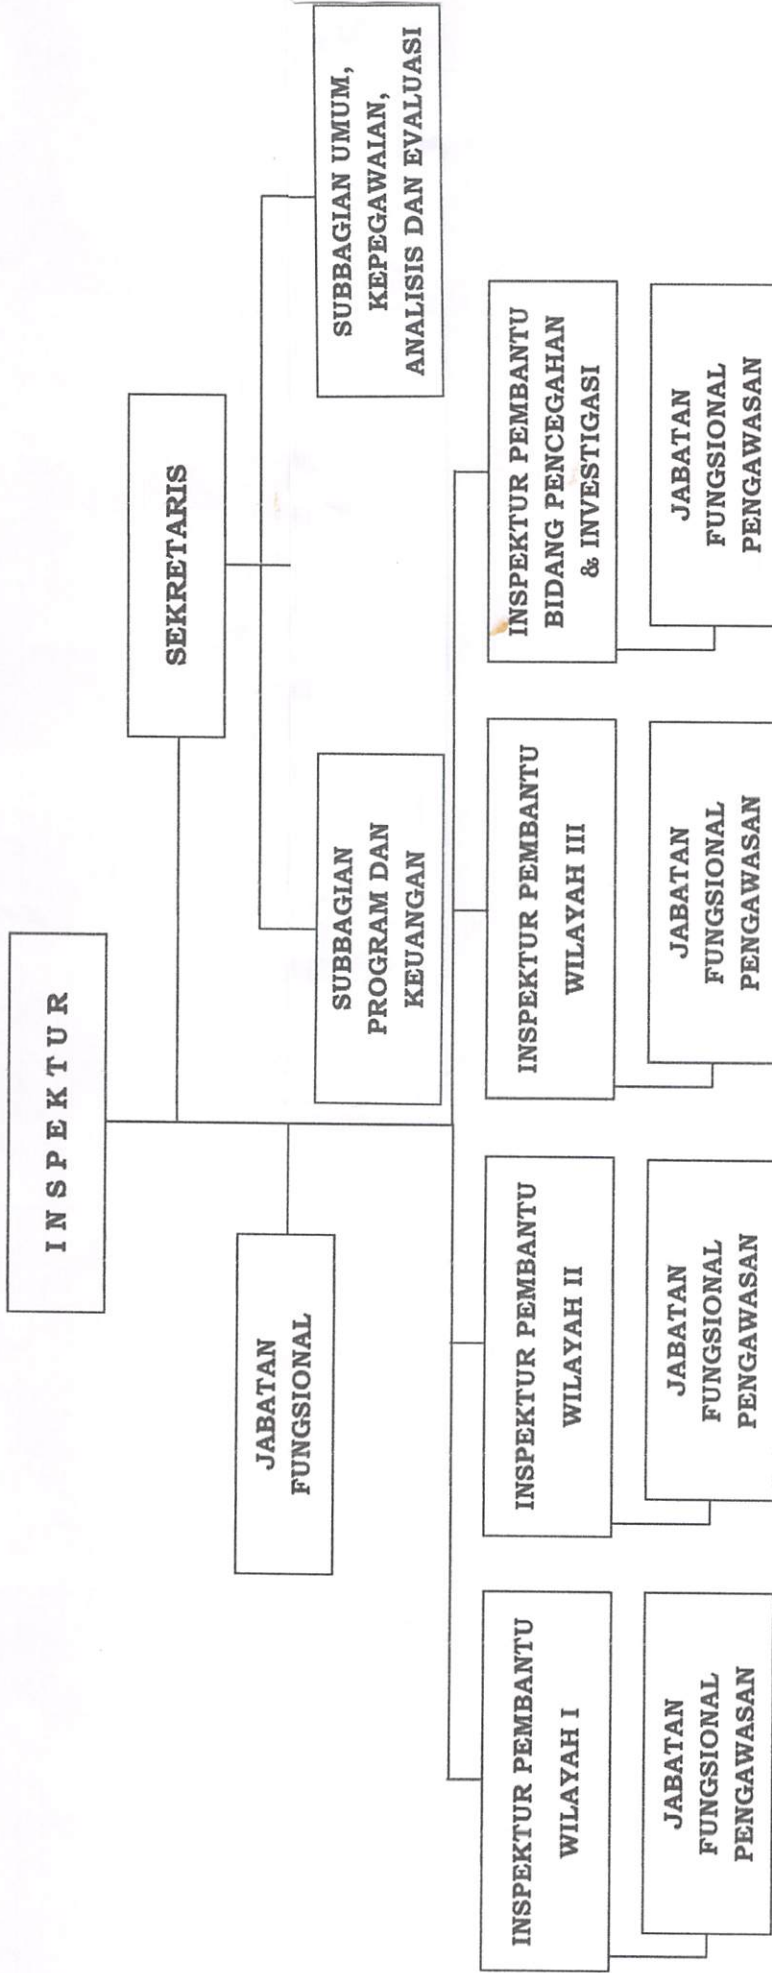 I N S P E K T U R
SEKRETARIS
JABATAN
FUNGSIONAL
SUBBAGIAN
PROGRAM DAN
KEUANGAN
SUBBAGIAN UMUM,
KEPEGAWAIAN,
ANALISIS DAN EVALUASI
INSPEKTUR PEMBANTU
WILAYAH I
INSPEKTUR PEMBANTU
WILAYAH II
INSPEKTUR PEMBANTU
WILAYAH III
INSPEKTUR PEMBANTU
BIDANG PENCEGAHAN
& INVESTIGASI
JABATAN
FUNGSIONAL
PENGAWASAN
JABATAN
FUNGSIONAL
PENGAWASAN
JABATAN
FUNGSIONAL
PENGAWASAN
JABATAN
FUNGSIONAL
PENGAWASAN